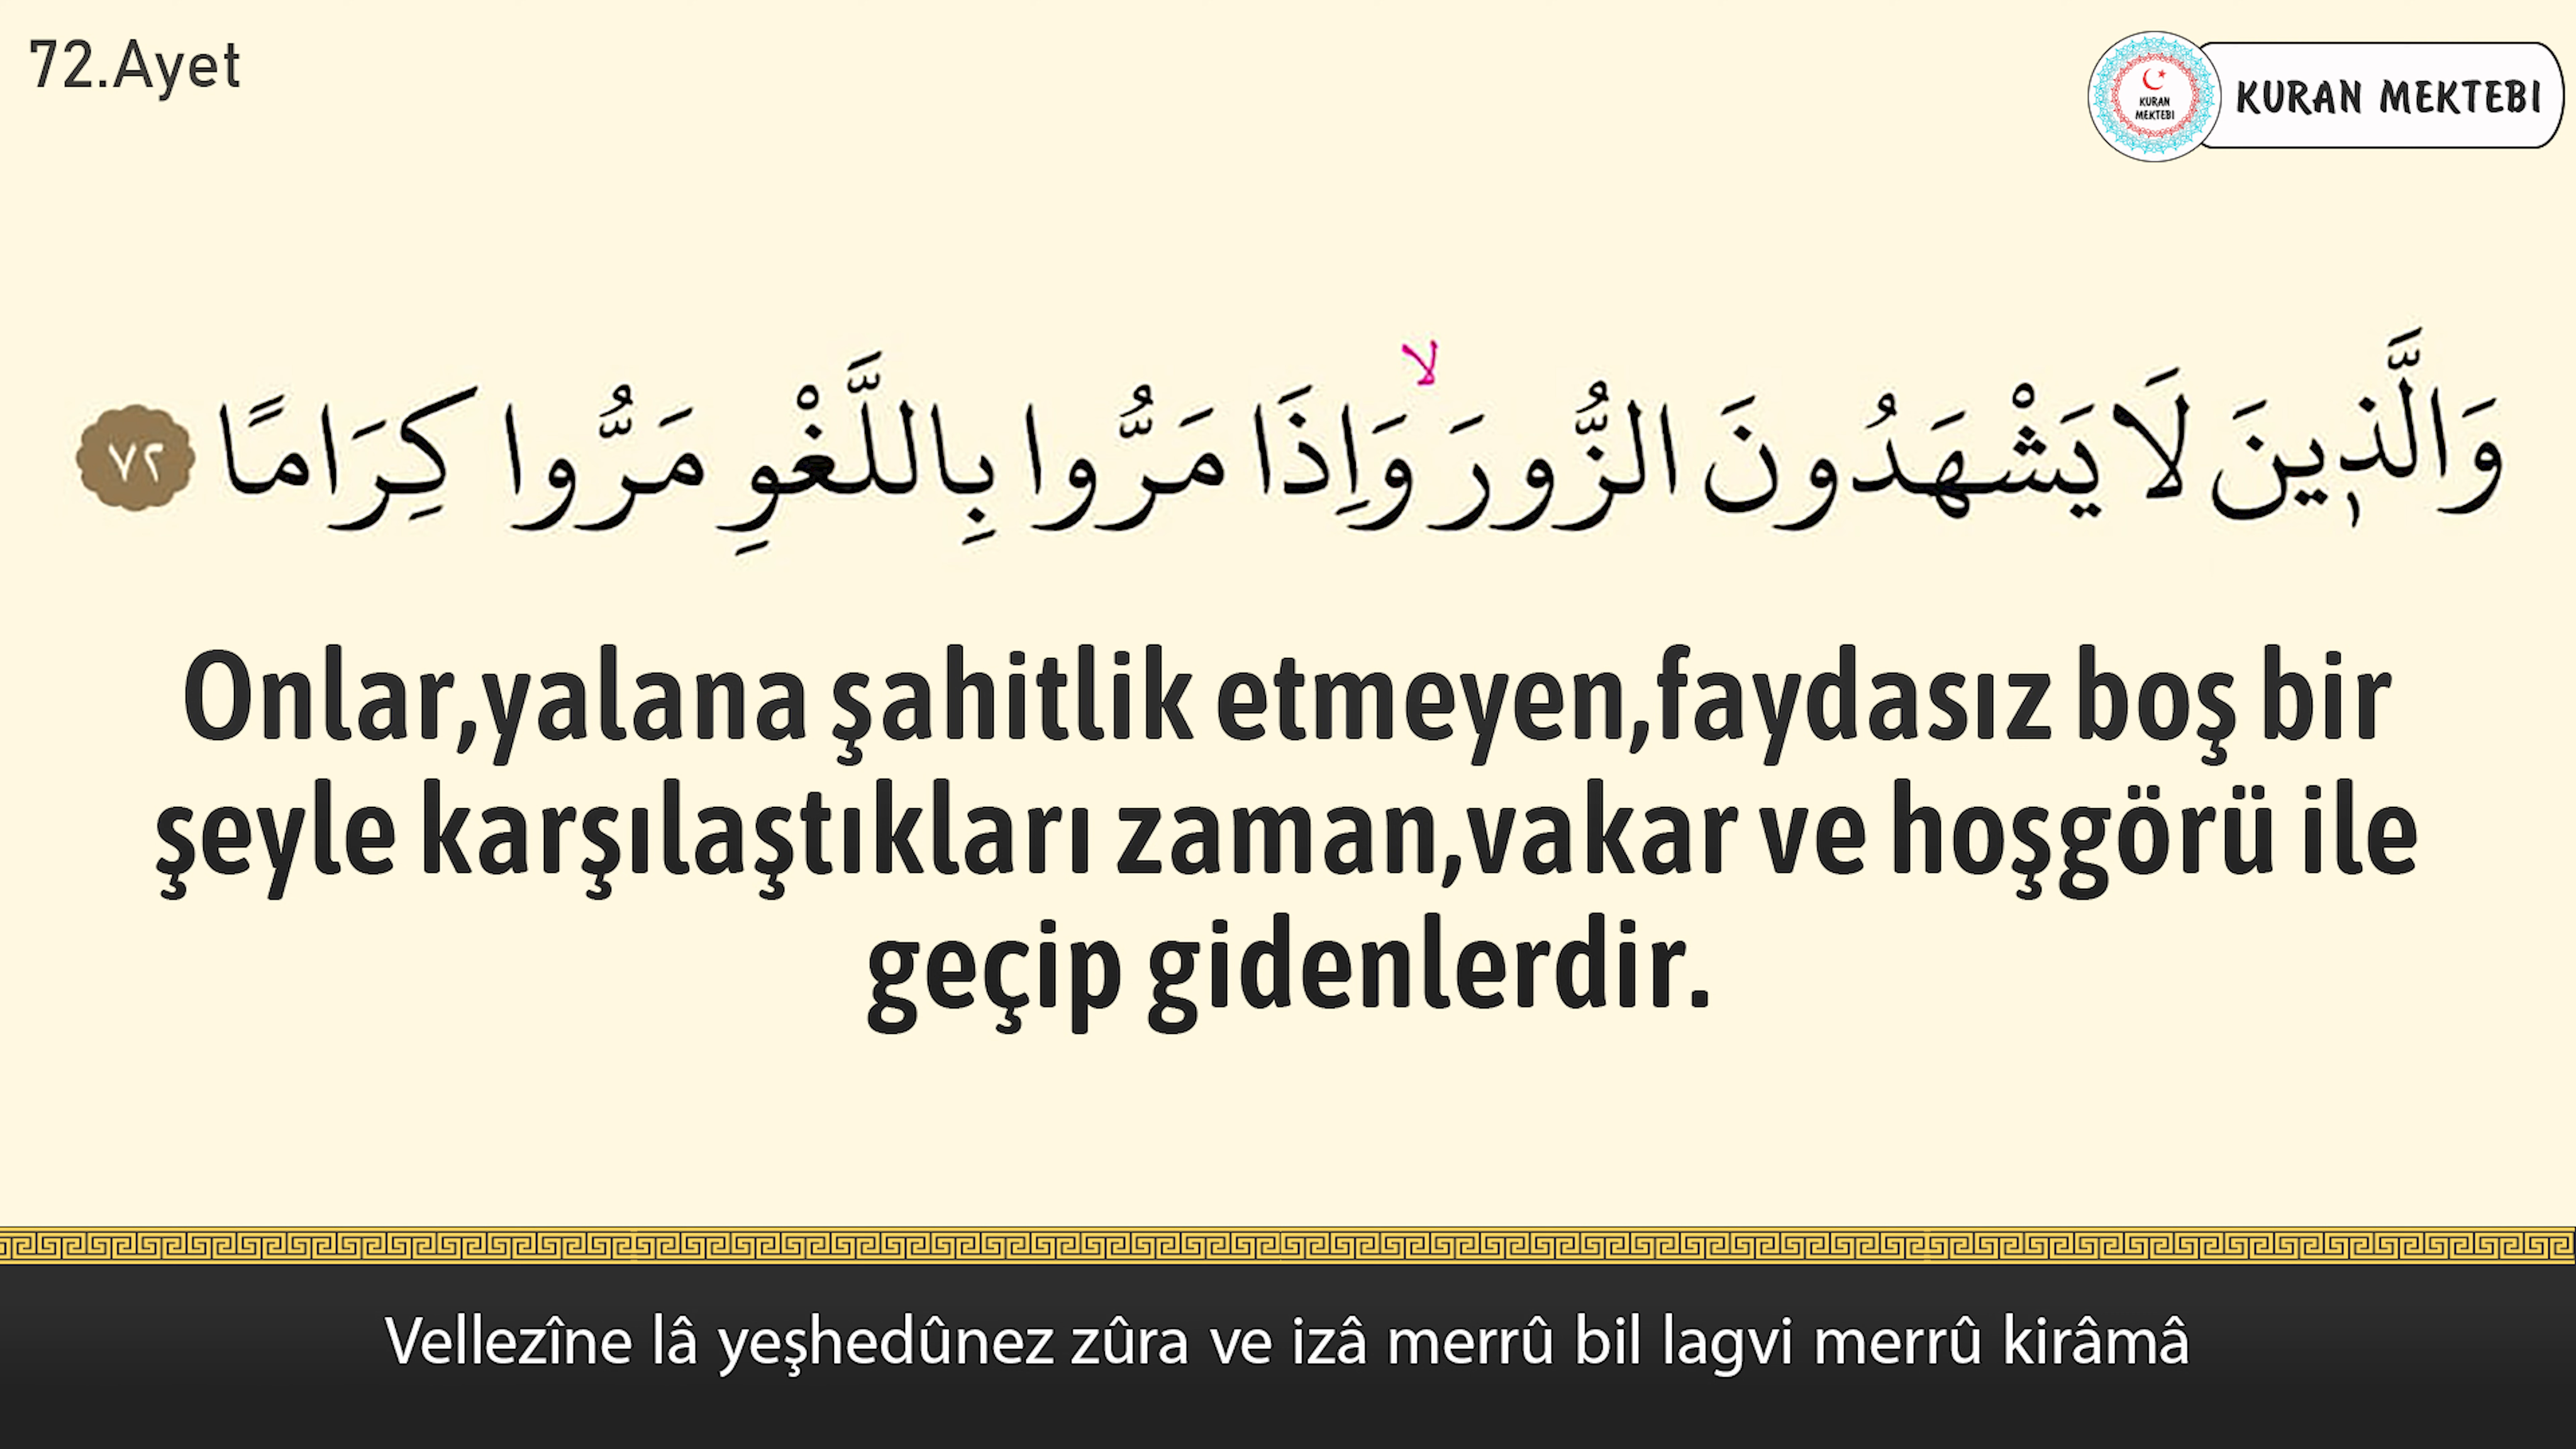 72.Ayet
KURAN
MEKTEBI
KURAN MEKTEBI
وَالَّذٖينَ لَا يَشْهَدُونَ الزُّورَۙ وَاِذَا مَرُّوا بِاللَّغْوِ مَرُّوا كِرَامًا ﴿٧٢﴾
Onlar,yalana şahitlik etmeyen,faydasız boş bir
şeyle karşılaştıkları zaman,vakar ve hoşgörü ile
geçip gidenlerdir.
Vellezîne lâ yeşhedûnez zûra ve izâ merrû bil lagvi merrû kirâmâ